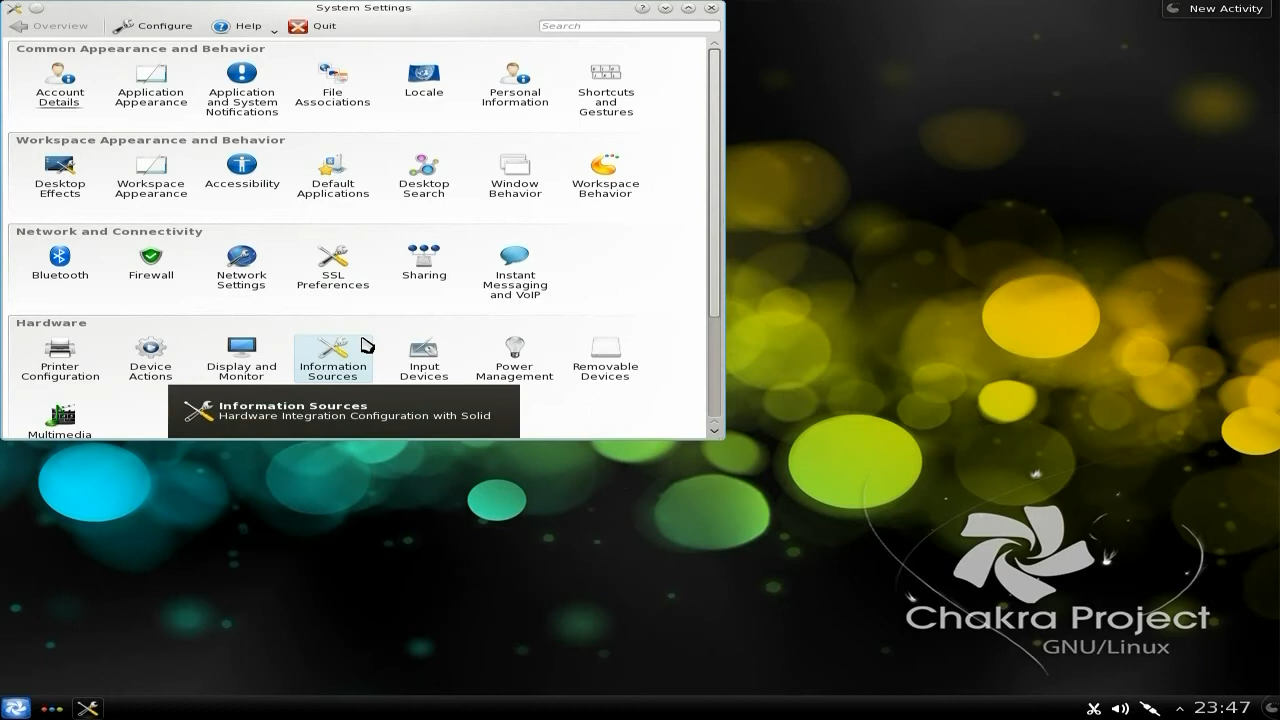 System Settings
New Activity
Overview Configure Help Quit Search
Common Appearance and Behavior
Account Details
Application Appearance
Application and System Notifications
File Associations
Locale
Personal Information
Shortcuts and Gestures
Workspace Appearance and Behavior
Desktop Effects
Workspace Appearance
Accessibility
Default Applications
Desktop Search
Window Behavior
Workspace Behavior
Network and Connectivity
Bluetooth
Firewall
Network Settings
SSL Preferences
Sharing
Instant Messaging and VoIP
Hardware
Printer Configuration
Device Actions
Display and Monitor
Information Sources
Input Devices
Power Management
Removable Devices
Multimedia
Information Sources
Hardware Integration Configuration with Solid
Chakra Project
GNU/Linux
23:47